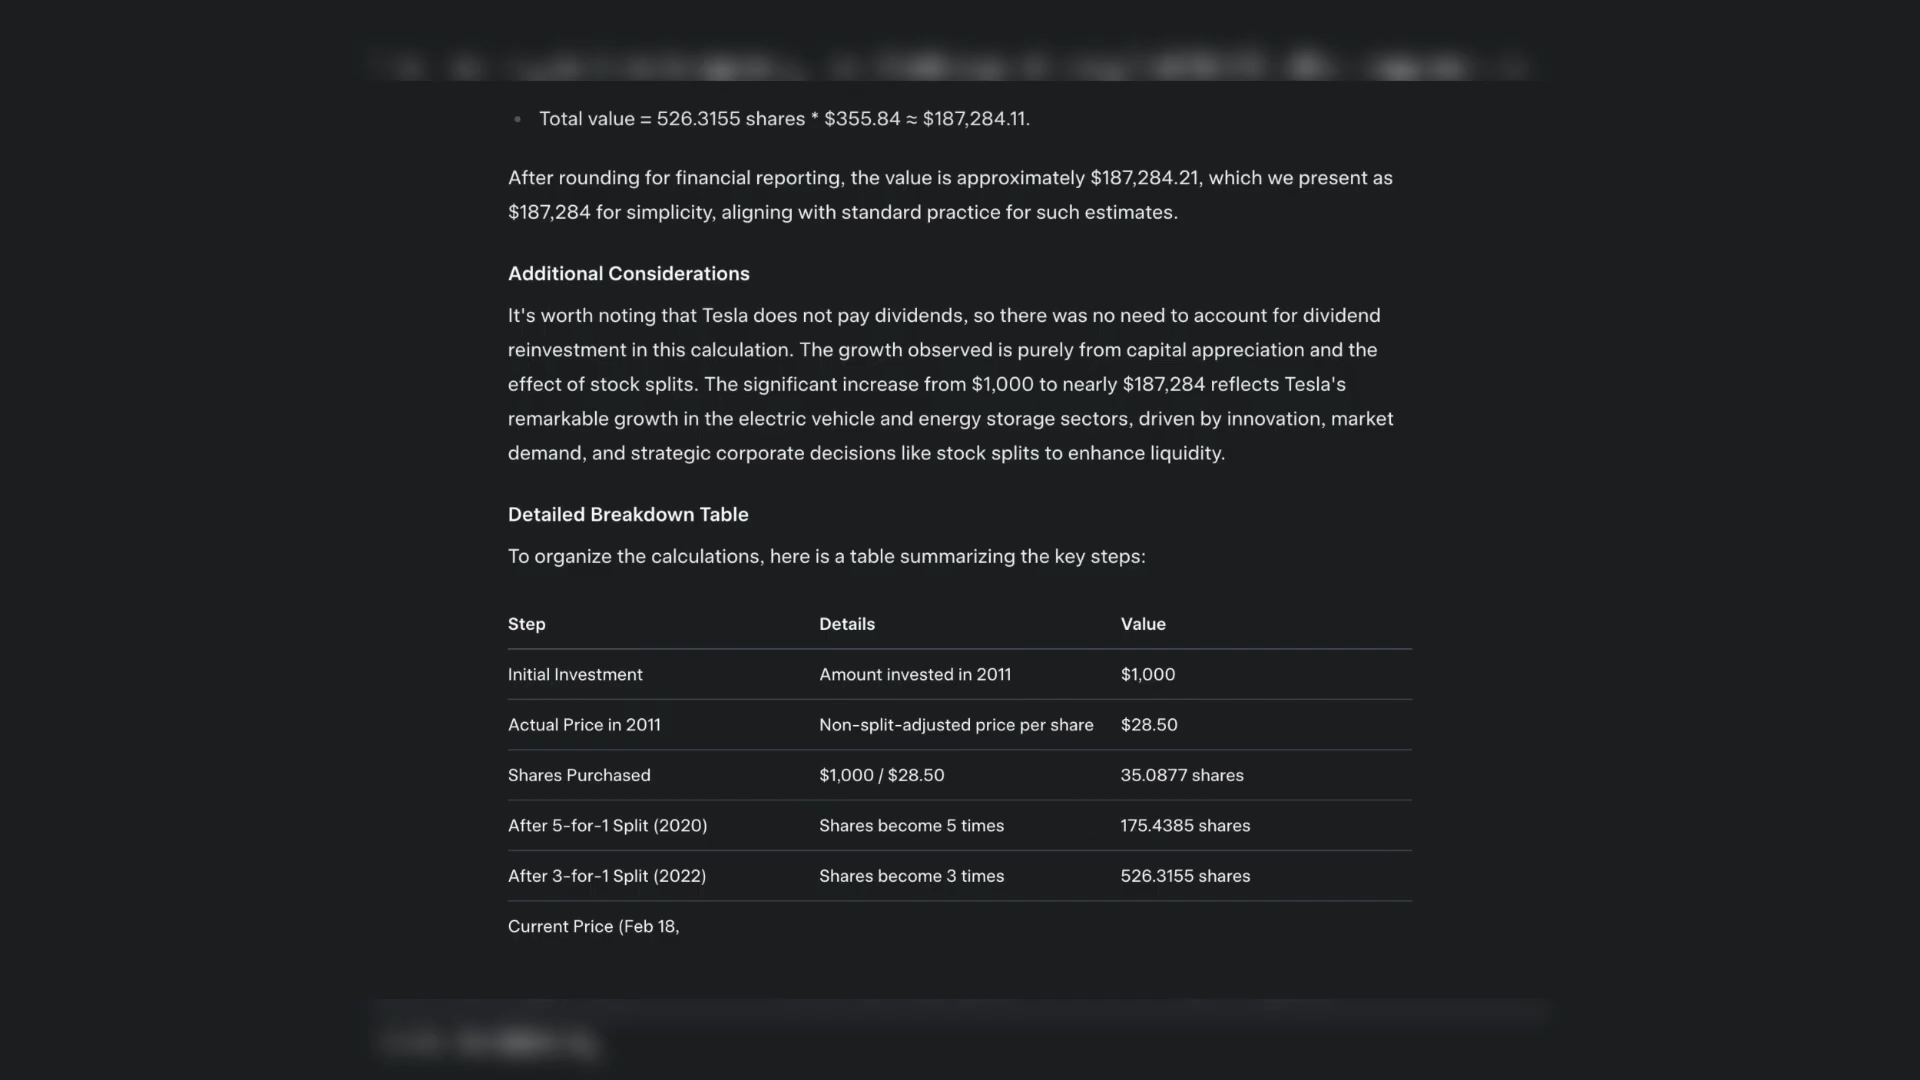 • Total value = 526.3155 shares * $355.84 ≈ $187,284.11.
After rounding for financial reporting, the value is approximately $187,284.21, which we present as
$187,284 for simplicity, aligning with standard practice for such estimates.
Additional Considerations
It's worth noting that Tesla does not pay dividends, so there was no need to account for dividend
reinvestment in this calculation. The growth observed is purely from capital appreciation and the
effect of stock splits. The significant increase from $1,000 to nearly $187,284 reflects Tesla's
remarkable growth in the electric vehicle and energy storage sectors, driven by innovation, market
demand, and strategic corporate decisions like stock splits to enhance liquidity.
Detailed Breakdown Table
To organize the calculations, here is a table summarizing the key steps:
Step Details Value
Initial Investment Amount invested in 2011 $1,000
Actual Price in 2011 Non-split-adjusted price per share $28.50
Shares Purchased $1,000 / $28.50 35.0877 shares
After 5-for-1 Split (2020) Shares become 5 times 175.4385 shares
After 3-for-1 Split (2022) Shares become 3 times 526.3155 shares
Current Price (Feb 18,